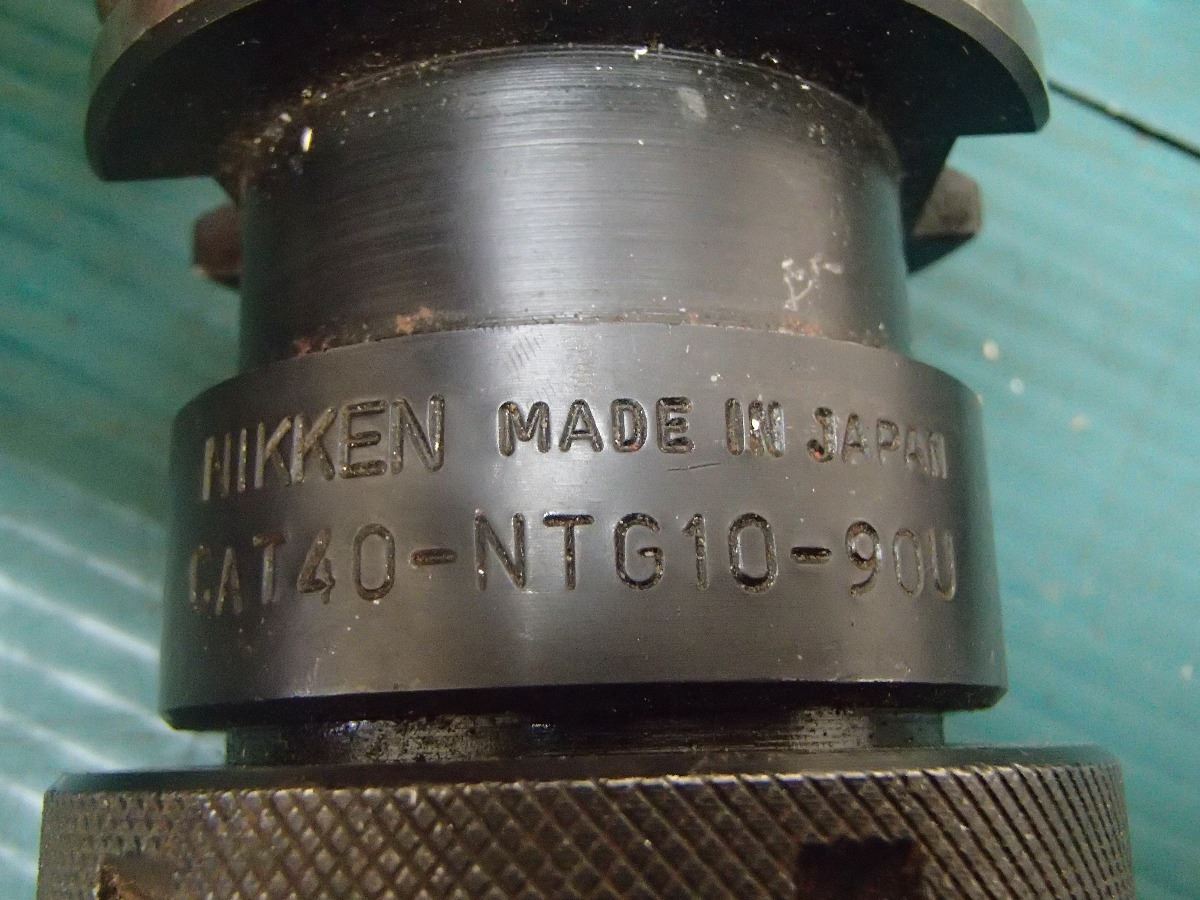 NIKKEN MADE IN JAPAN
CAT40-NTG10-90U